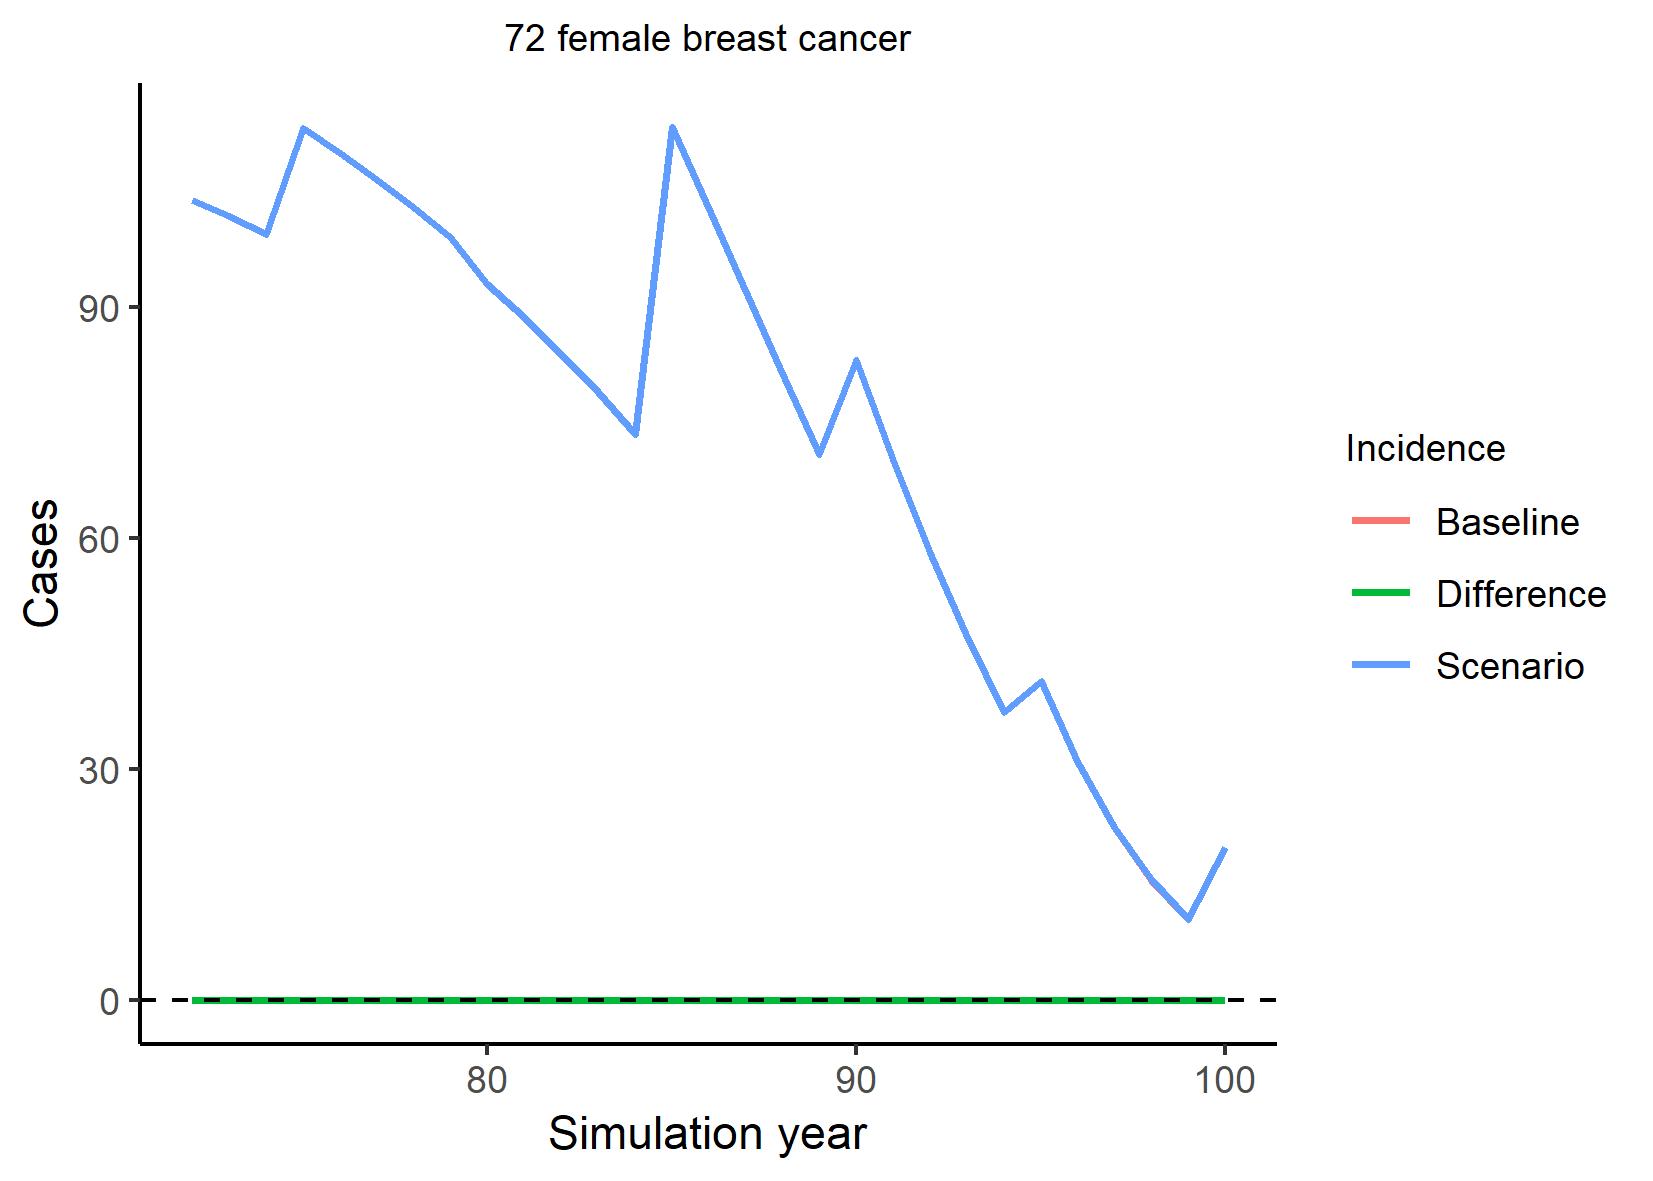 72 female breast cancer
Cases
90
60
30
0
80 90 100
Simulation year
Incidence
Baseline
Difference
Scenario